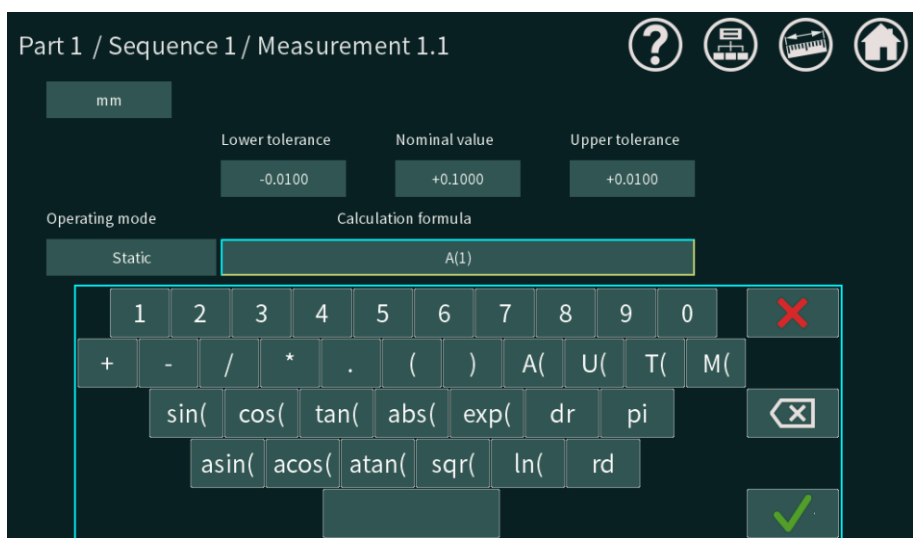 Part 1 / Sequence 1 / Measurement 1.1 ?
mm
Lower tolerance Nominal value Upper tolerance
-0.0100 +0.1000 +0.0100
Operating mode Calculation formula
Static A(1)
1 2 3 4 5 6 7 8 9 0
+ - / * . ( ) A( U( T( M(
sin( cos( tan( abs( exp( dr pi
asin( acos( atan( sqr( ln( rd